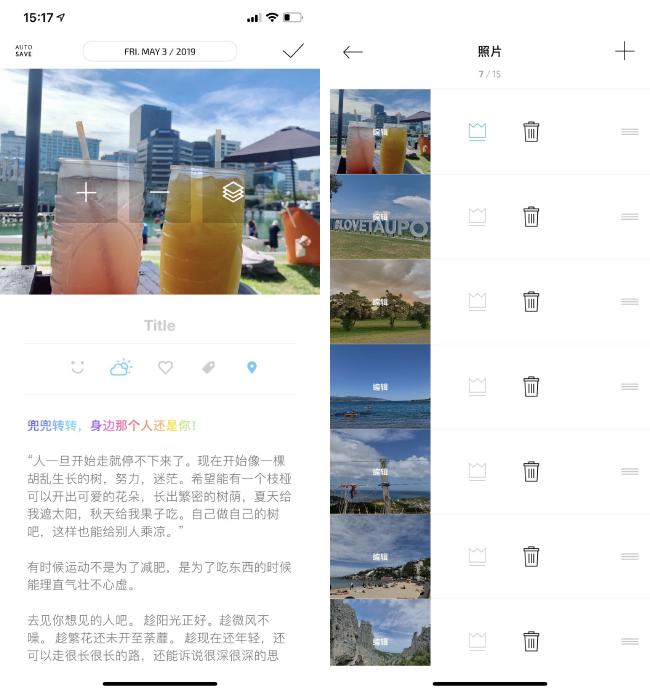 15:17
AUTO
SAVE
FRI. MAY 3 / 2019
Title
兜兜转转，身边那个人还是你！
“人一旦开始走就停不下来了。现在开始像一棵
胡乱生长的树，努力，迷茫。希望能有一个枝桠
可以开出可爱的花朵，长出繁密的树荫，夏天给
我遮太阳，秋天给我果子吃。自己做自己的树
吧，这样也能给别人乘凉。”
有时候运动不是为了减肥，是为了吃东西的时候
能理直气壮不心虚。
去见你想见的人吧。 趁阳光正好。趁微风不
噪。 趁繁花还未开至荼蘼。 趁现在还年轻，还
可以走很长很长的路，还能诉说很深很深的思
照片
7 / 15
编辑
编辑
#LOVETAUPO
编辑
编辑
编辑
编辑
编辑